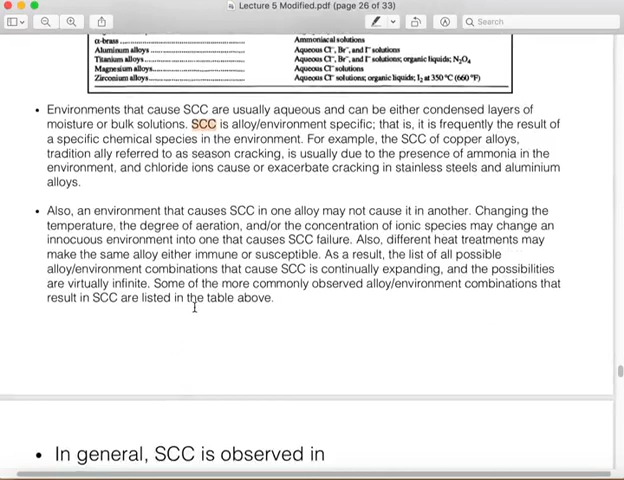 Lecture 5 Modified.pdf (page 26 of 33)
Search
Ammoniacal solutions
α-brass
Aqueous Cl⁻, Br⁻, and I⁻ solutions
Aluminum alloys
Aqueous Cl⁻, Br⁻, and I⁻ solutions; organic liquids; N₂O₄
Titanium alloys
Aqueous Cl⁻ solutions
Magnesium alloys
Aqueous Cl⁻ solutions; organic liquids; I₂ at 350 °C (660 °F)
Zirconium alloys
• Environments that cause SCC are usually aqueous and can be either condensed layers of
moisture or bulk solutions. SCC is alloy/environment specific; that is, it is frequently the result of
a specific chemical species in the environment. For example, the SCC of copper alloys,
tradition ally referred to as season cracking, is usually due to the presence of ammonia in the
environment, and chloride ions cause or exacerbate cracking in stainless steels and aluminium
alloys.
• Also, an environment that causes SCC in one alloy may not cause it in another. Changing the
temperature, the degree of aeration, and/or the concentration of ionic species may change an
innocuous environment into one that causes SCC failure. Also, different heat treatments may
make the same alloy either immune or susceptible. As a result, the list of all possible
alloy/environment combinations that cause SCC is continually expanding, and the possibilities
are virtually infinite. Some of the more commonly observed alloy/environment combinations that
result in SCC are listed in the table above.
• In general, SCC is observed in